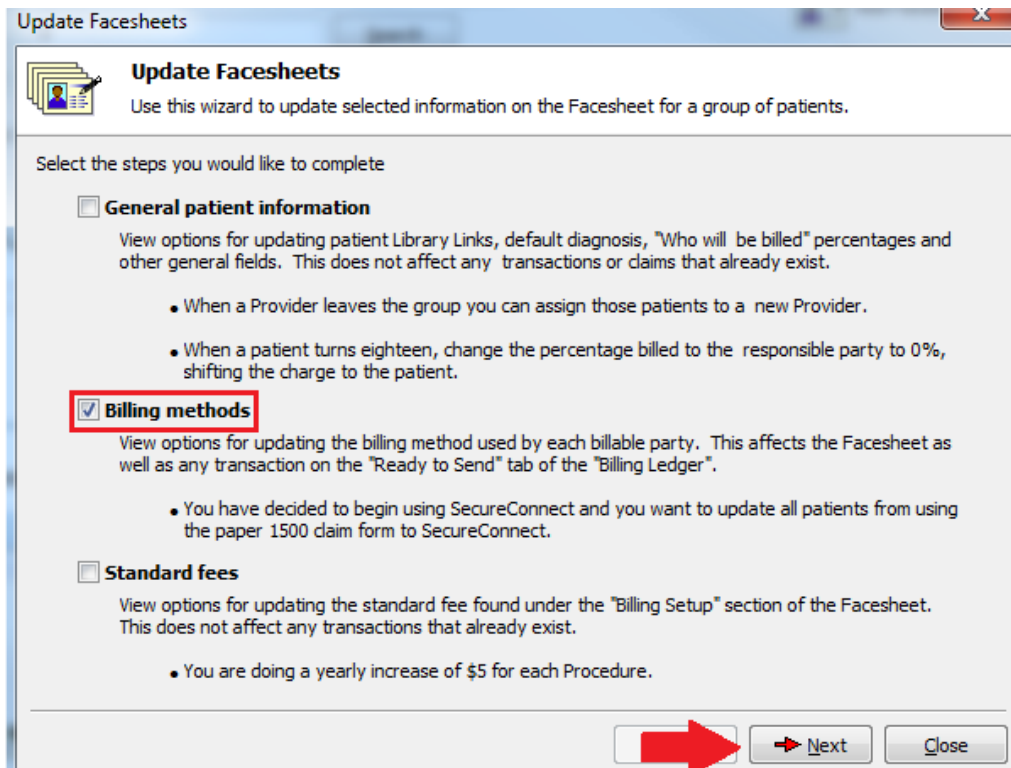 Update Facesheets
Update Facesheets
Use this wizard to update selected information on the Facesheet for a group of patients.
Select the steps you would like to complete
General patient information
View options for updating patient Library Links, default diagnosis, "Who will be billed" percentages and
other general fields. This does not affect any transactions or claims that already exist.
• When a Provider leaves the group you can assign those patients to a new Provider.
• When a patient turns eighteen, change the percentage billed to the responsible party to 0%,
shifting the charge to the patient.
Billing methods
View options for updating the billing method used by each billable party. This affects the Facesheet as
well as any transaction on the "Ready to Send" tab of the "Billing Ledger".
• You have decided to begin using SecureConnect and you want to update all patients from using
the paper 1500 claim form to SecureConnect.
Standard fees
View options for updating the standard fee found under the "Billing Setup" section of the Facesheet.
This does not affect any transactions that already exist.
• You are doing a yearly increase of $5 for each Procedure.
Next
Close